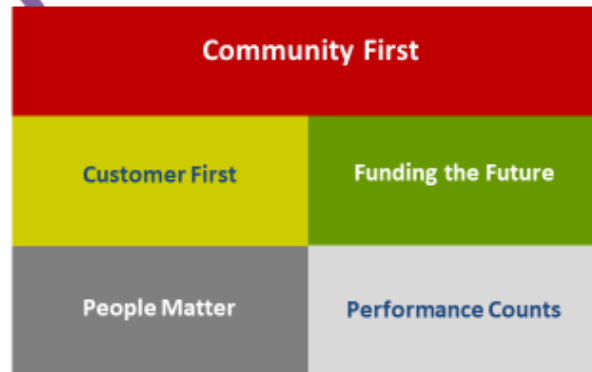 Community First
Customer First
Funding the Future
People Matter
Performance Counts